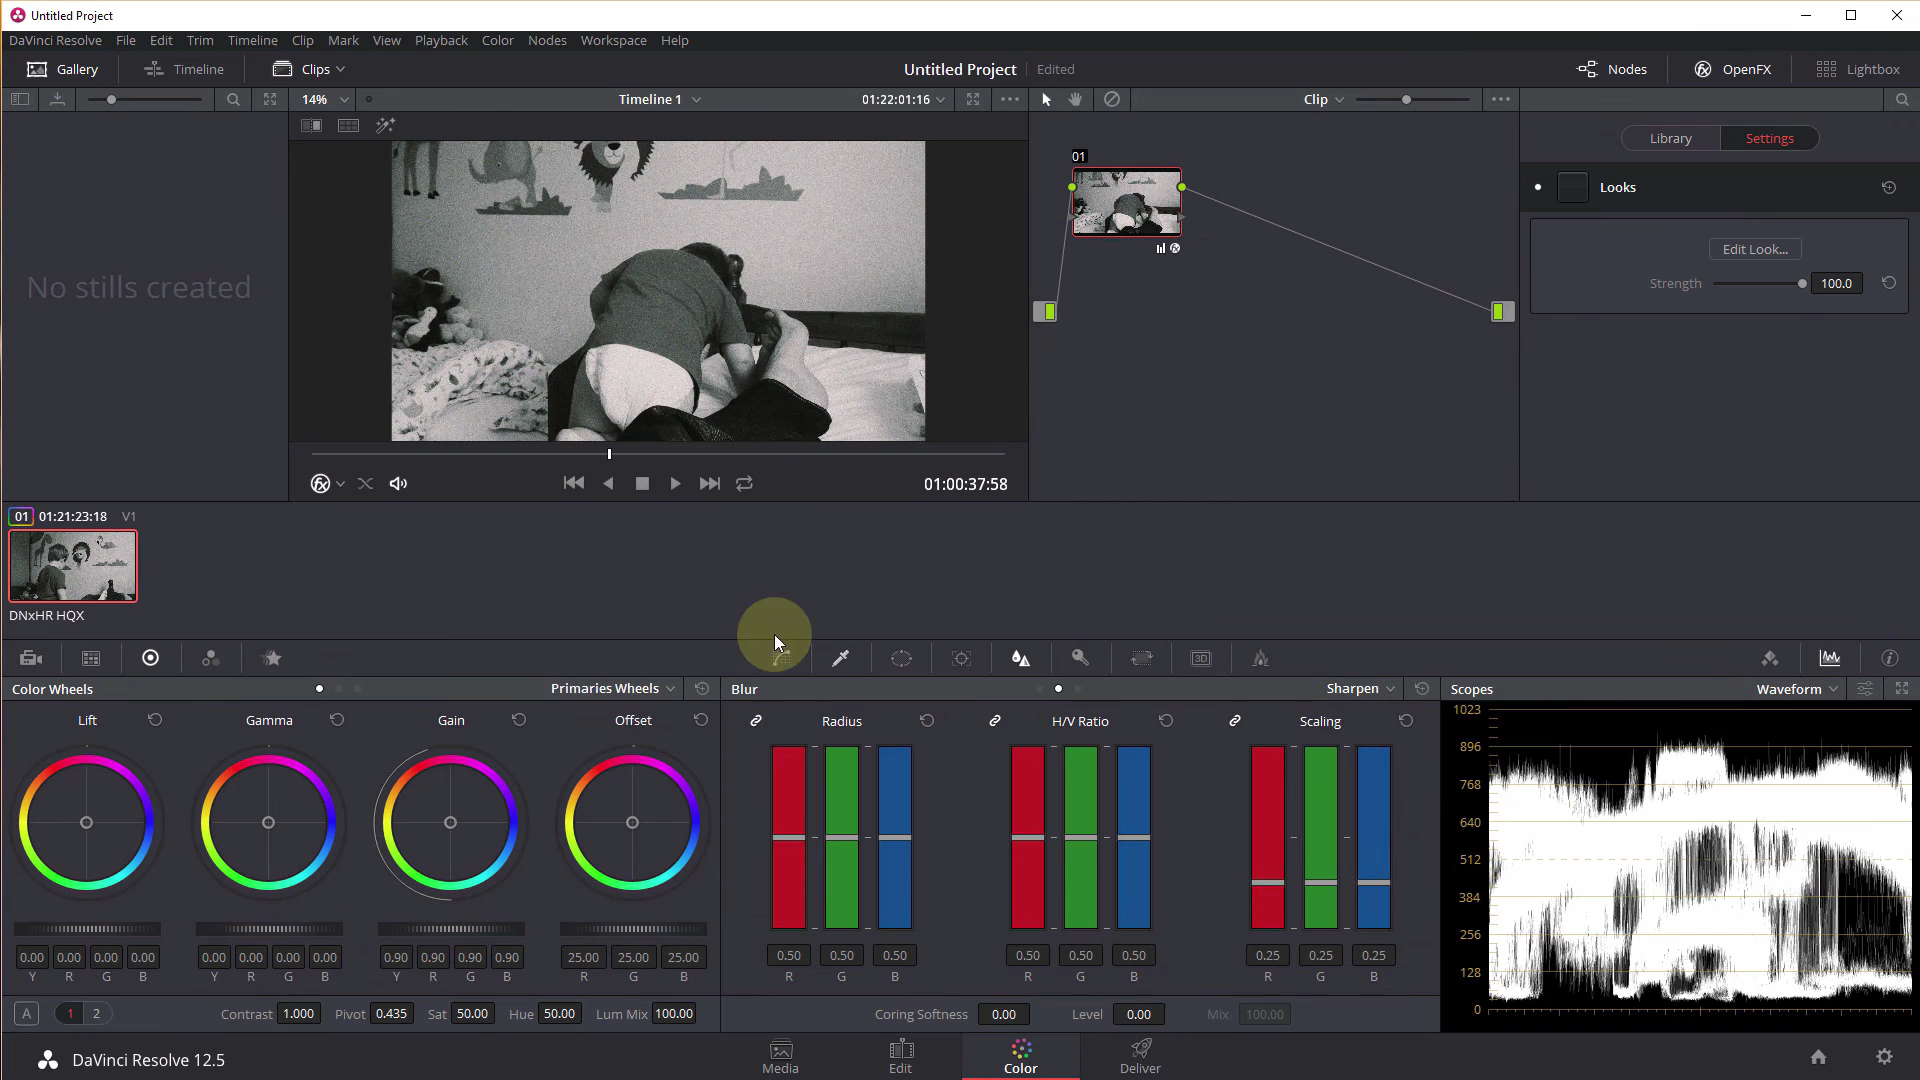 Untitled Project
DaVinci Resolve File Edit Trim Timeline Clip Mark View Playback Color Nodes Workspace Help
Gallery Timeline Clips Untitled Project Edited Nodes OpenFX Lightbox
14% Timeline 1 01:22:01:16 Clip
Library Settings
01
Looks
Edit Look...
Strength 100.0
No stills created
01:00:37:58
01 01:21:23:18 V1
DNxHR HQX
3D
Color Wheels Primaries Wheels Blur Sharpen Scopes Waveform
Lift Gamma Gain Offset Radius H/V Ratio Scaling
1023
896
768
640
512
384
256
128
0
0.00 0.00 0.00 0.00 0.00 0.00 0.00 0.00 0.90 0.90 0.90 0.90 25.00 25.00 25.00 0.50 0.50 0.50 0.50 0.50 0.50 0.25 0.25 0.25
Y R G B Y R G B Y R G B R G B R G B R G B R G B
A 1 2 Contrast 1.000 Pivot 0.435 Sat 50.00 Hue 50.00 Lum Mix 100.00 Coring Softness 0.00 Level 0.00 Mix 100.00
DaVinci Resolve 12.5 Media Edit Color Deliver